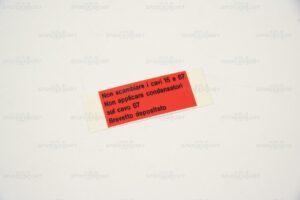 Non scambiare i cavi 15 e 67
Non applicare condensatori
sul cavo 67
Brevetto depositato